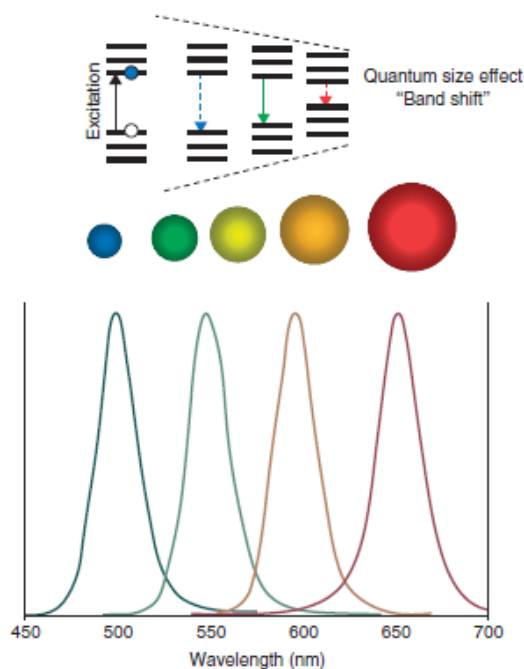 Excitation
Quantum size effect
“Band shift”
450 500 550 600 650 700
Wavelength (nm)